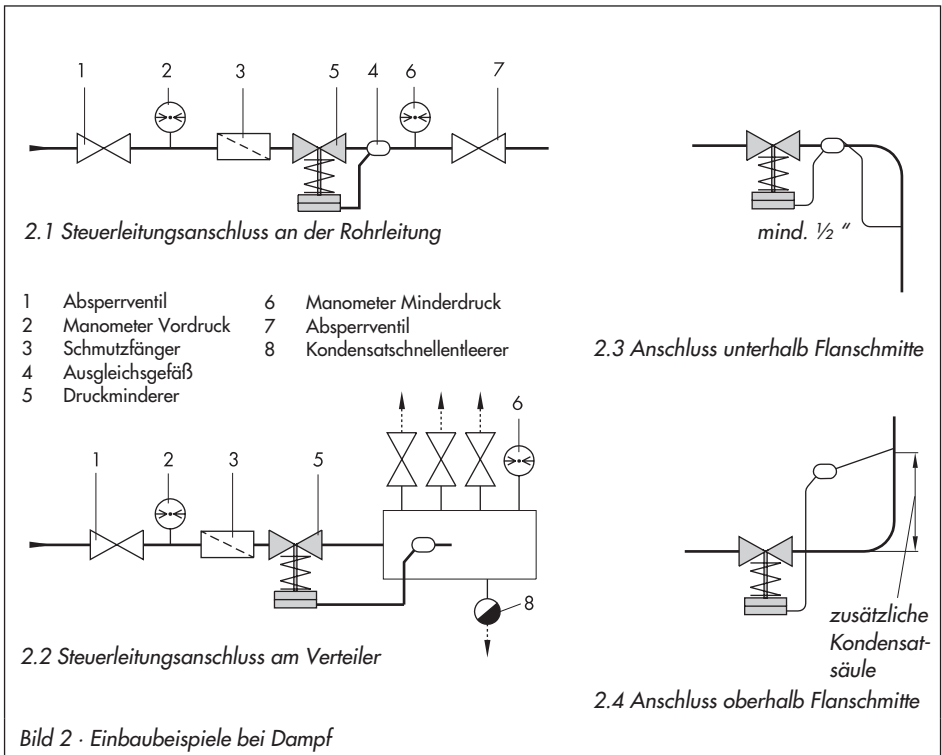 1 2 3 5 4 6 7
2.1 Steuerleitungsanschluss an der Rohrleitung
1 Absperrventil
2 Manometer Vordruck
3 Schmutzfänger
4 Ausgleichsgefäß
5 Druckminderer
6 Manometer Minderdruck
7 Absperrventil
8 Kondensatschnellentleerer
mind. ½ “
2.3 Anschluss unterhalb Flanschmitte
1 2 3 5 6
8
2.2 Steuerleitungsanschluss am Verteiler
zusätzliche
Kondensat-
säule
2.4 Anschluss oberhalb Flanschmitte
Bild 2 · Einbaubeispiele bei Dampf